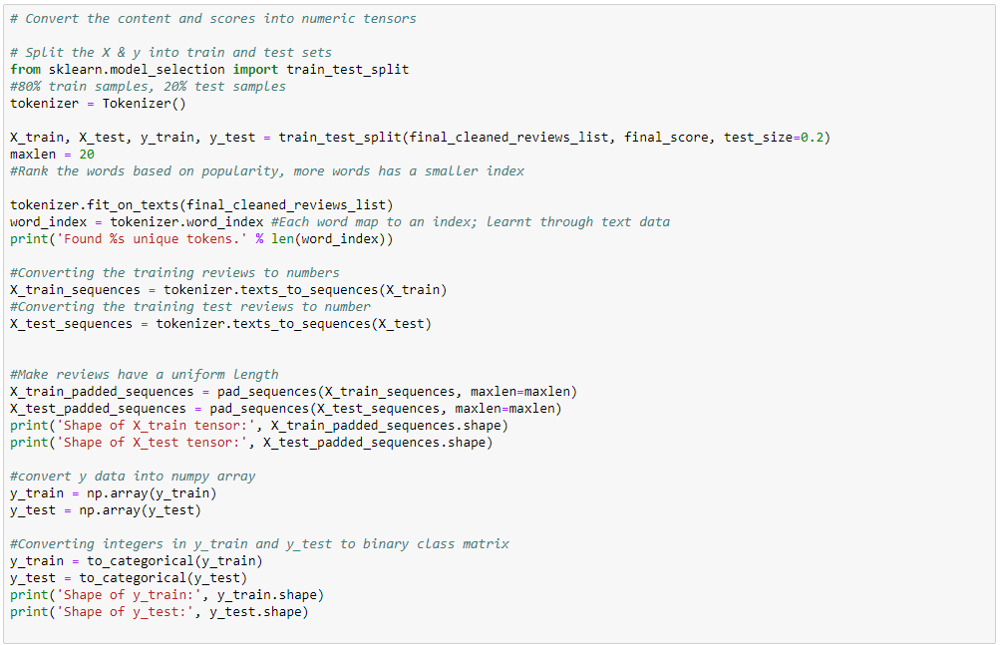 # Convert the content and scores into numeric tensors
# Split the X & y into train and test sets
from sklearn.model_selection import train_test_split
#80% train samples, 20% test samples
tokenizer = Tokenizer()
X_train, X_test, y_train, y_test = train_test_split(final_cleaned_reviews_list, final_score, test_size=0.2)
maxlen = 20
#Rank the words based on popularity, more words has a smaller index
tokenizer.fit_on_texts(final_cleaned_reviews_list)
word_index = tokenizer.word_index #Each word map to an index; learnt through text data
print('Found %s unique tokens.' % len(word_index))
#Converting the training reviews to numbers
X_train_sequences = tokenizer.texts_to_sequences(X_train)
#Converting the training test reviews to number
X_test_sequences = tokenizer.texts_to_sequences(X_test)
#Make reviews have a uniform length
X_train_padded_sequences = pad_sequences(X_train_sequences, maxlen=maxlen)
X_test_padded_sequences = pad_sequences(X_test_sequences, maxlen=maxlen)
print('Shape of X_train tensor:', X_train_padded_sequences.shape)
print('Shape of X_test tensor:', X_test_padded_sequences.shape)
#convert y data into numpy array
y_train = np.array(y_train)
y_test = np.array(y_test)
#Converting integers in y_train and y_test to binary class matrix
y_train = to_categorical(y_train)
y_test = to_categorical(y_test)
print('Shape of y_train:', y_train.shape)
print('Shape of y_test:', y_test.shape)